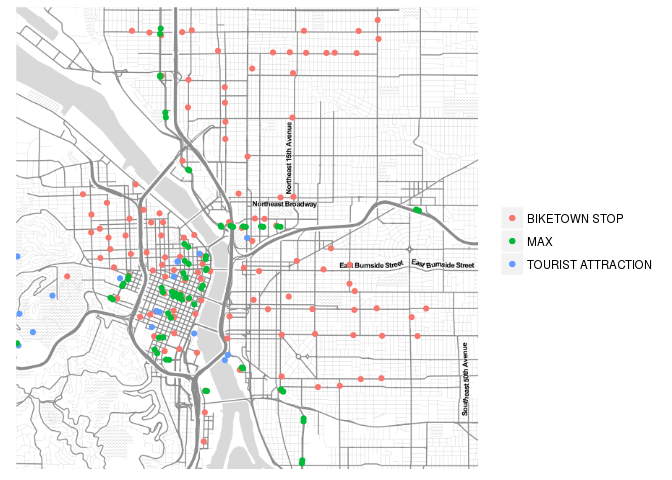 Northeast 15th Avenue
Northeast Broadway
East Burnside Street
East Burnside Street
Southeast 50th Avenue
BIKETOWN STOP
MAX
TOURIST ATTRACTION